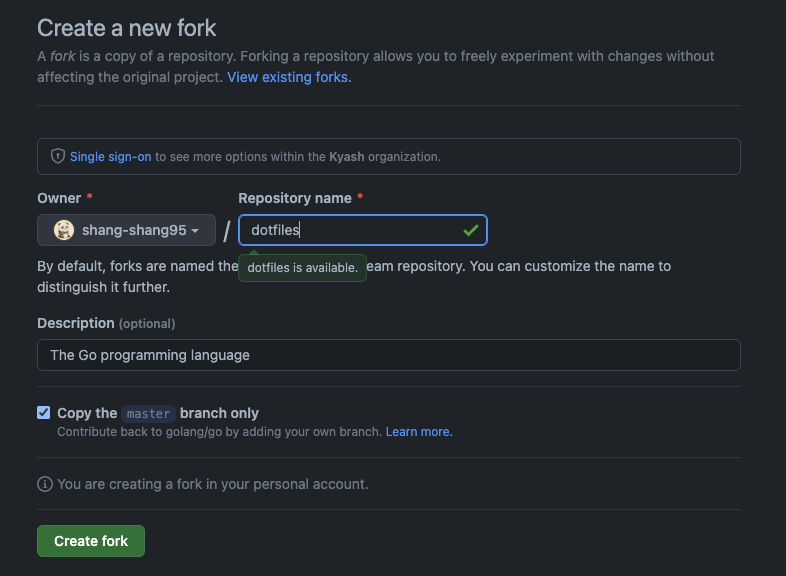 Create a new fork
A fork is a copy of a repository. Forking a repository allows you to freely experiment with changes without
affecting the original project. View existing forks.
Single sign-on to see more options within the Kyash organization.
Owner *
Repository name *
shang-shang95
/
dotfiles
dotfiles is available.
By default, forks are named the eam repository. You can customize the name to
distinguish it further.
Description (optional)
The Go programming language
Copy the master branch only
Contribute back to golang/go by adding your own branch. Learn more.
You are creating a fork in your personal account.
Create fork